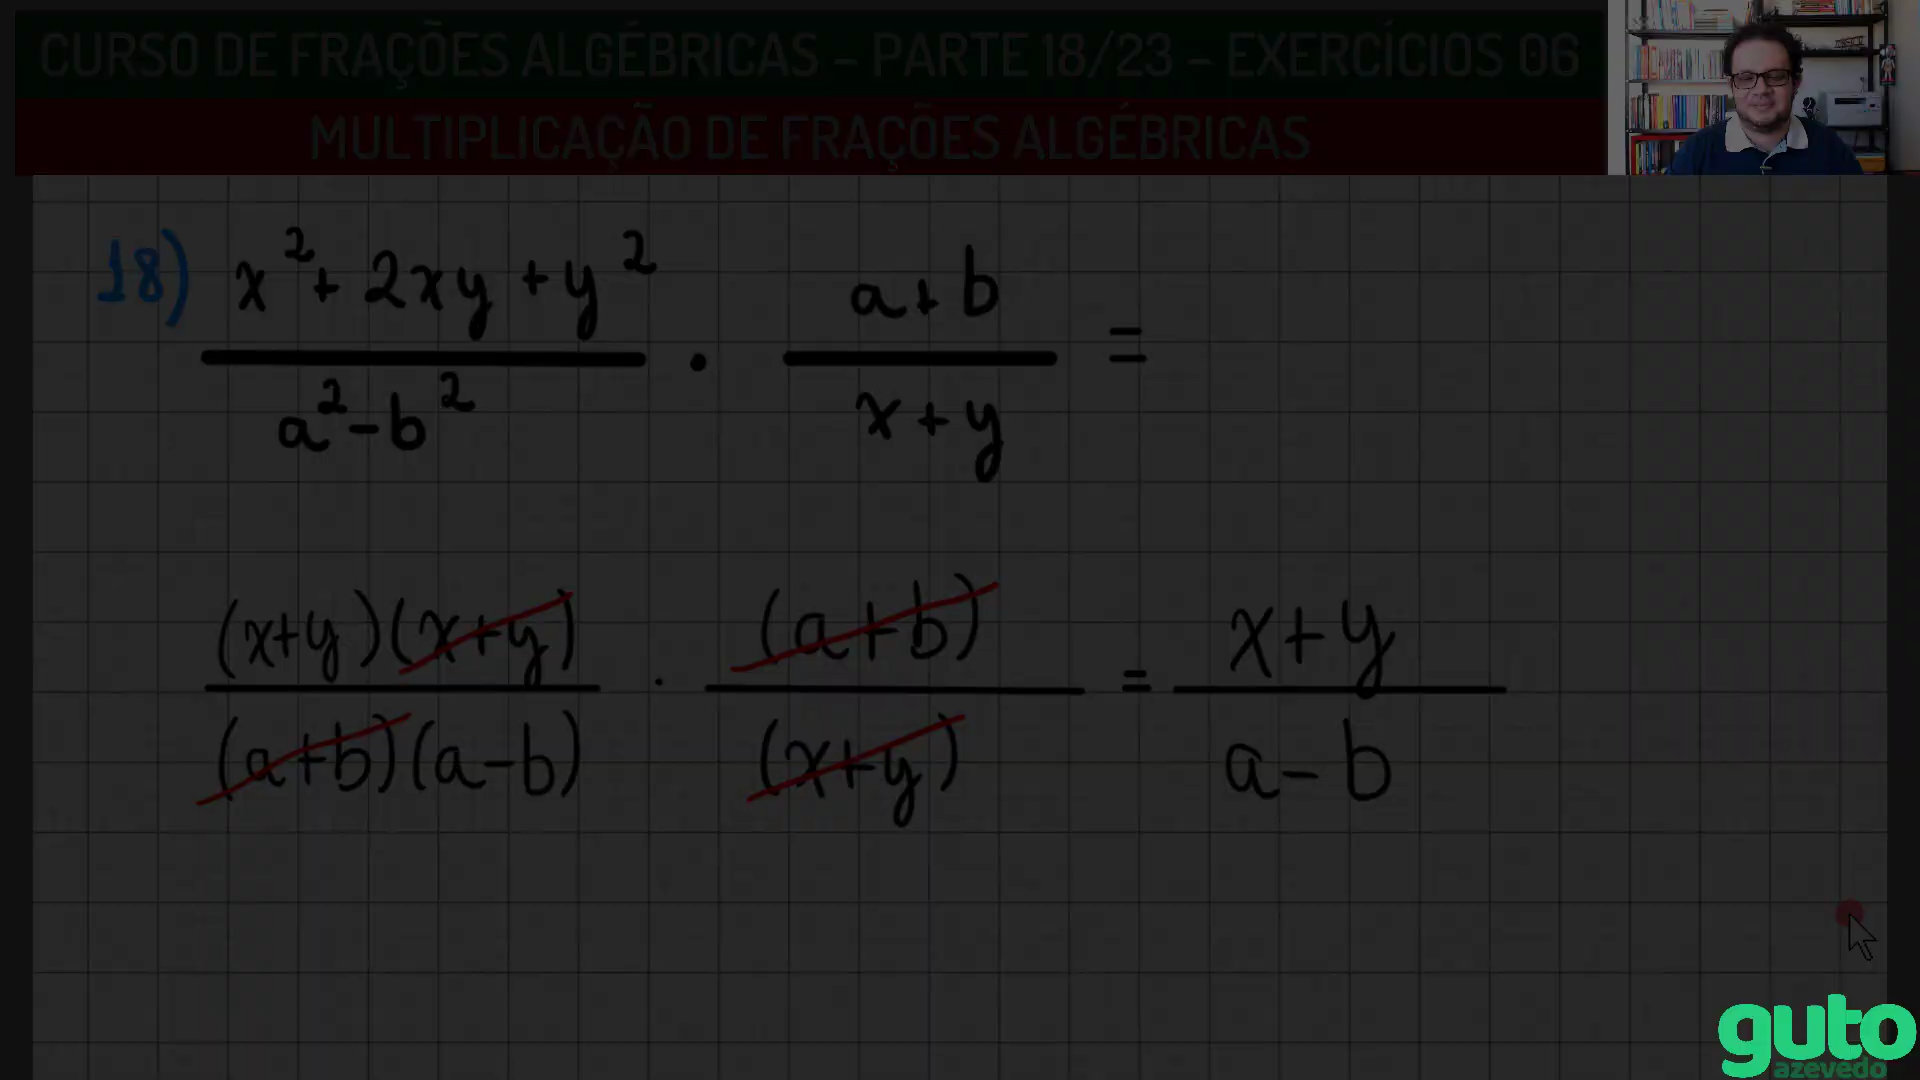 CURSO DE FRAÇÕES ALGÉBRICAS – PARTE 18/23 – EXERCÍCIOS 06
MULTIPLICAÇÃO DE FRAÇÕES ALGÉBRICAS
18) x² + 2xy + y² / a² - b² · a + b / x + y =
(x+y)(x+y) / (a+b)(a-b) · (a+b) / (x+y) = x+y / a-b
guto
azevedo